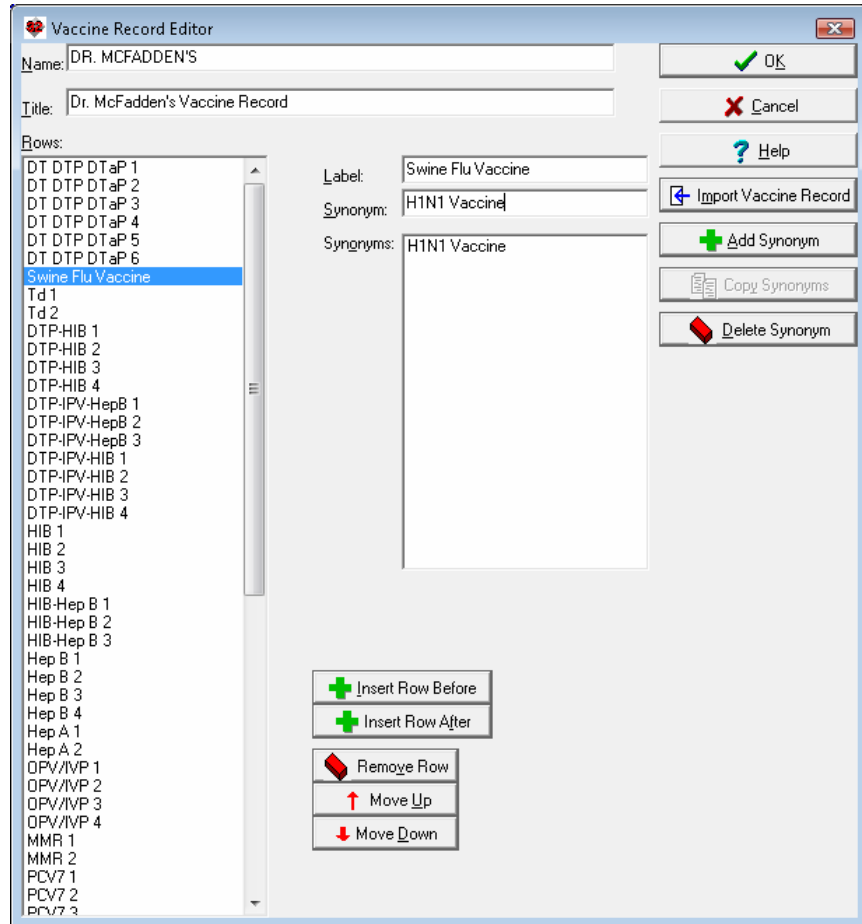 Vaccine Record Editor
Name: DR. MCFADDEN'S
Title: Dr. McFadden's Vaccine Record
Rows:
DT DTP DTaP 1
DT DTP DTaP 2
DT DTP DTaP 3
DT DTP DTaP 4
DT DTP DTaP 5
DT DTP DTaP 6
Swine Flu Vaccine
Td 1
Td 2
DTP-HIB 1
DTP-HIB 2
DTP-HIB 3
DTP-HIB 4
DTP-IPV-HepB 1
DTP-IPV-HepB 2
DTP-IPV-HepB 3
DTP-IPV-HIB 1
DTP-IPV-HIB 2
DTP-IPV-HIB 3
DTP-IPV-HIB 4
HIB 1
HIB 2
HIB 3
HIB 4
HIB-Hep B 1
HIB-Hep B 2
HIB-Hep B 3
Hep B 1
Hep B 2
Hep B 3
Hep B 4
Hep A 1
Hep A 2
OPV/IVP 1
OPV/IVP 2
OPV/IVP 3
OPV/IVP 4
MMR 1
MMR 2
PCV7 1
PCV7 2
PCV7 3
Label: Swine Flu Vaccine
Synonym: H1N1 Vaccine
Synonyms: H1N1 Vaccine
Insert Row Before
Insert Row After
Remove Row
Move Up
Move Down
OK
Cancel
Help
Import Vaccine Record
Add Synonym
Copy Synonyms
Delete Synonym